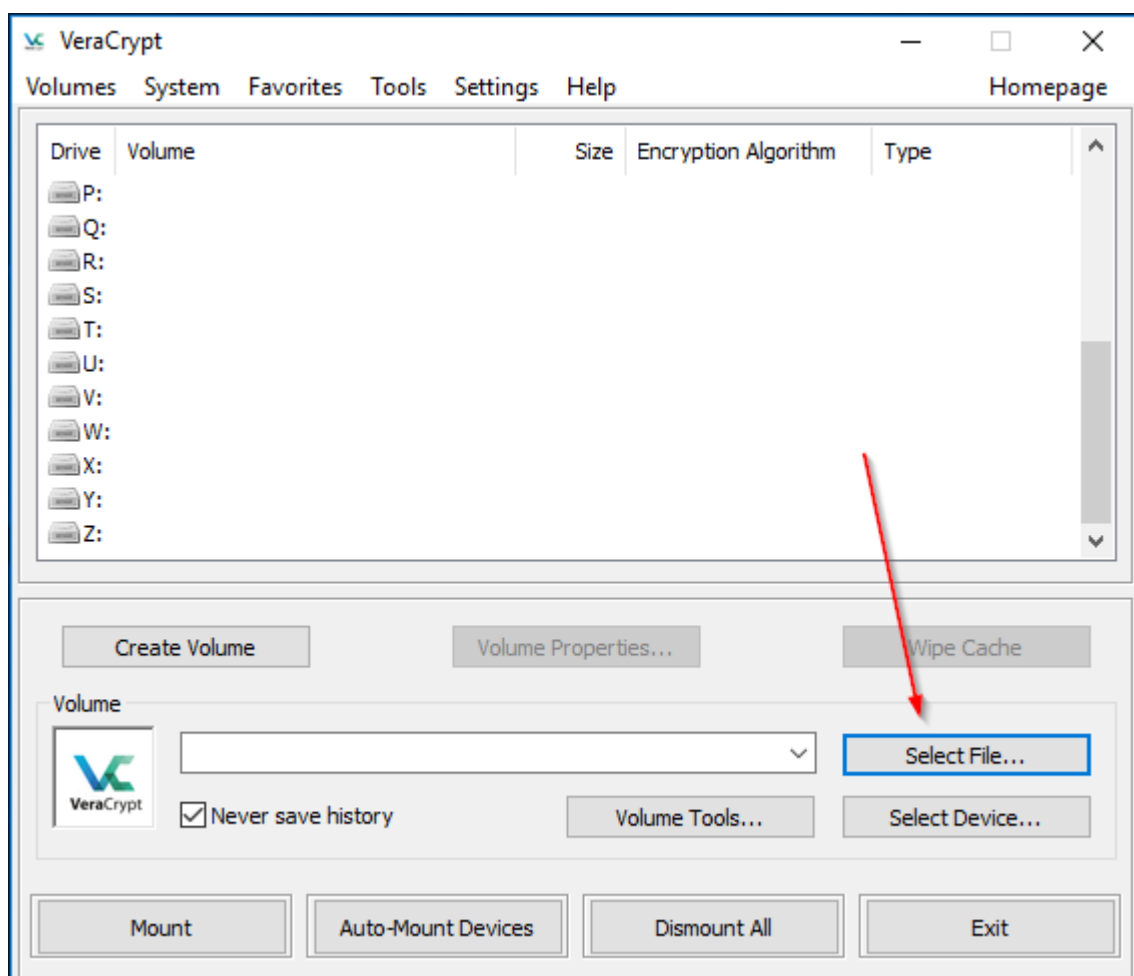 VeraCrypt
Volumes System Favorites Tools Settings Help Homepage
Drive Volume Size Encryption Algorithm Type
P:
Q:
R:
S:
T:
U:
V:
W:
X:
Y:
Z:
Create Volume Volume Properties... Wipe Cache
Volume
Select File...
VeraCrypt
Never save history Volume Tools... Select Device...
Mount Auto-Mount Devices Dismount All Exit